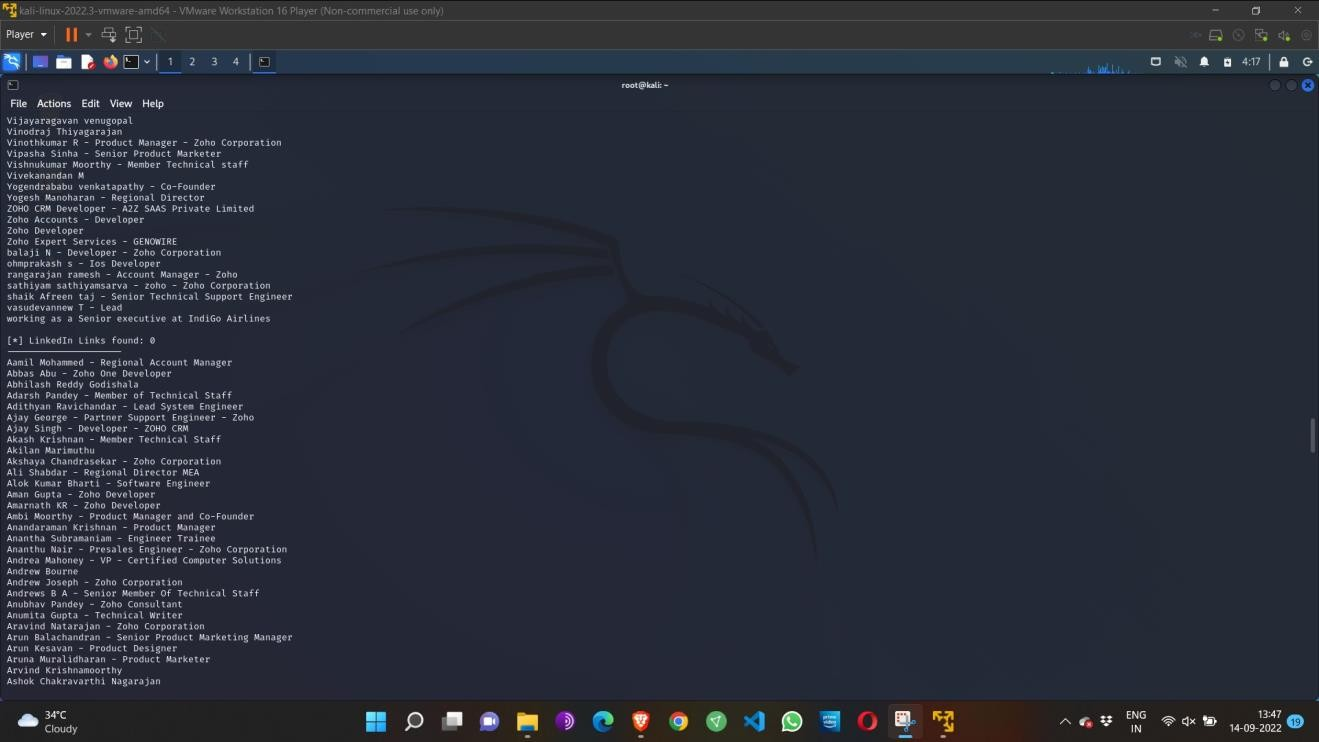 kali-linux-2022.3-vmware-amd64 - VMware Workstation 16 Player (Non-commercial use only)
Player
1 2 3 4
4:17
root@kali: ~
File Actions Edit View Help
Vijayaragavan venugopal
Vinodraj Thiyagarajan
Vinothkumar R - Product Manager - Zoho Corporation
Vipasha Sinha - Senior Product Marketer
Vishnukumar Moorthy - Member Technical staff
Vivekanandan M
Yogendrababu venkatapathy - Co-Founder
Yogesh Manoharan - Regional Director
ZOHO CRM Developer - A2Z SAAS Private Limited
Zoho Accounts - Developer
Zoho Developer
Zoho Expert Services - GENOWIRE
balaji N - Developer - Zoho Corporation
ohmprakash s - Ios Developer
rangarajan ramesh - Account Manager - Zoho
sathiyam sathiyamsarva - zoho - Zoho Corporation
shaik Afreen taj - Senior Technical Support Engineer
vasudevannew T - Lead
working as a Senior executive at IndiGo Airlines
[*] LinkedIn Links found: 0
---------------------
Aamil Mohammed - Regional Account Manager
Abbas Abu - Zoho One Developer
Abhilash Reddy Godishala
Adarsh Pandey - Member of Technical Staff
Adithyan Ravichandar - Lead System Engineer
Ajay George - Partner Support Engineer - Zoho
Ajay Singh - Developer - ZOHO CRM
Akash Krishnan - Member Technical Staff
Akilan Marimuthu
Akshaya Chandrasekar - Zoho Corporation
Ali Shabdar - Regional Director MEA
Alok Kumar Bharti - Software Engineer
Aman Gupta - Zoho Developer
Amarnath KR - Zoho Developer
Ambi Moorthy - Product Manager and Co-Founder
Anandaraman Krishnan - Product Manager
Anantha Subramaniam - Engineer Trainee
Ananthu Nair - Presales Engineer - Zoho Corporation
Andrea Mahoney - VP - Certified Computer Solutions
Andrew Bourne
Andrew Joseph - Zoho Corporation
Andrews B A - Senior Member Of Technical Staff
Anubhav Pandey - Zoho Consultant
Anumita Gupta - Technical Writer
Aravind Natarajan - Zoho Corporation
Arun Balachandran - Senior Product Marketing Manager
Arun Kesavan - Product Designer
Aruna Muralidharan - Product Marketer
Arvind Krishnamoorthy
Ashok Chakravarthi Nagarajan
34°C
Cloudy
prime video
ENG
IN
13:47
14-09-2022
19